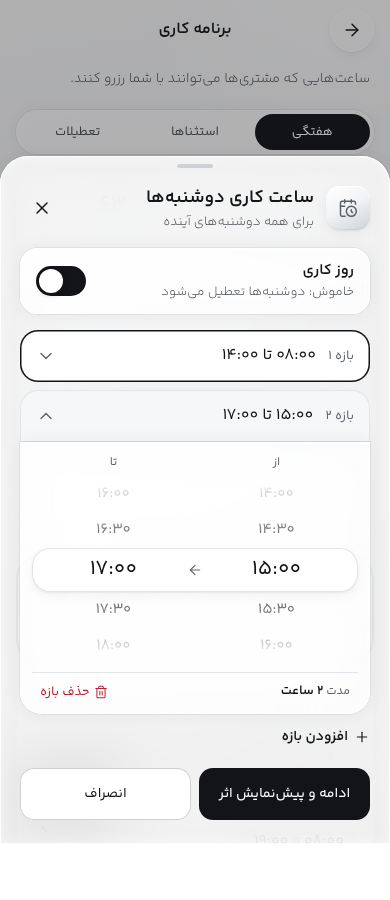 برنامه کاری
ساعت‌هایی که مشتری‌ها می‌توانند با شما رزرو کنند.
هفتگی
استثناها
تعطیلات
ساعت کاری دوشنبه‌ها
برای همه دوشنبه‌های آینده
روز کاری
خاموش: دوشنبه‌ها تعطیل می‌شود
بازه ۱ ۰۸:۰۰ تا ۱۴:۰۰
بازه ۲ ۱۵:۰۰ تا ۱۷:۰۰
از تا
۱۴:۰۰ ۱۶:۰۰
۱۴:۳۰ ۱۶:۳۰
۱۵:۰۰ ← ۱۷:۰۰
۱۵:۳۰ ۱۷:۳۰
۱۶:۰۰ ۱۸:۰۰
مدت ۲ ساعت
حذف بازه
+ افزودن بازه
ادامه و پیش‌نمایش اثر
انصراف